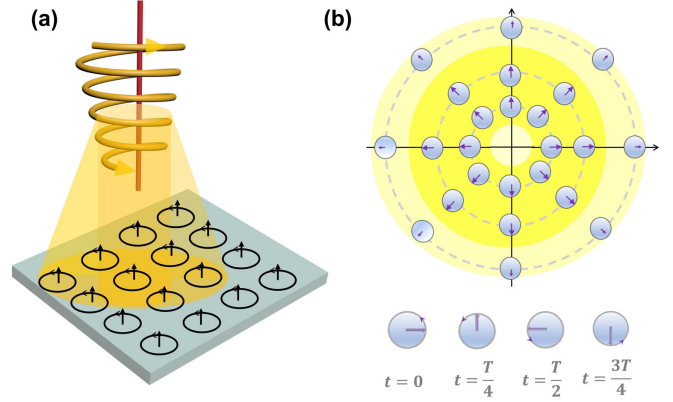 (a)
(b)
t = 0
t = T/4
t = T/2
t = 3T/4